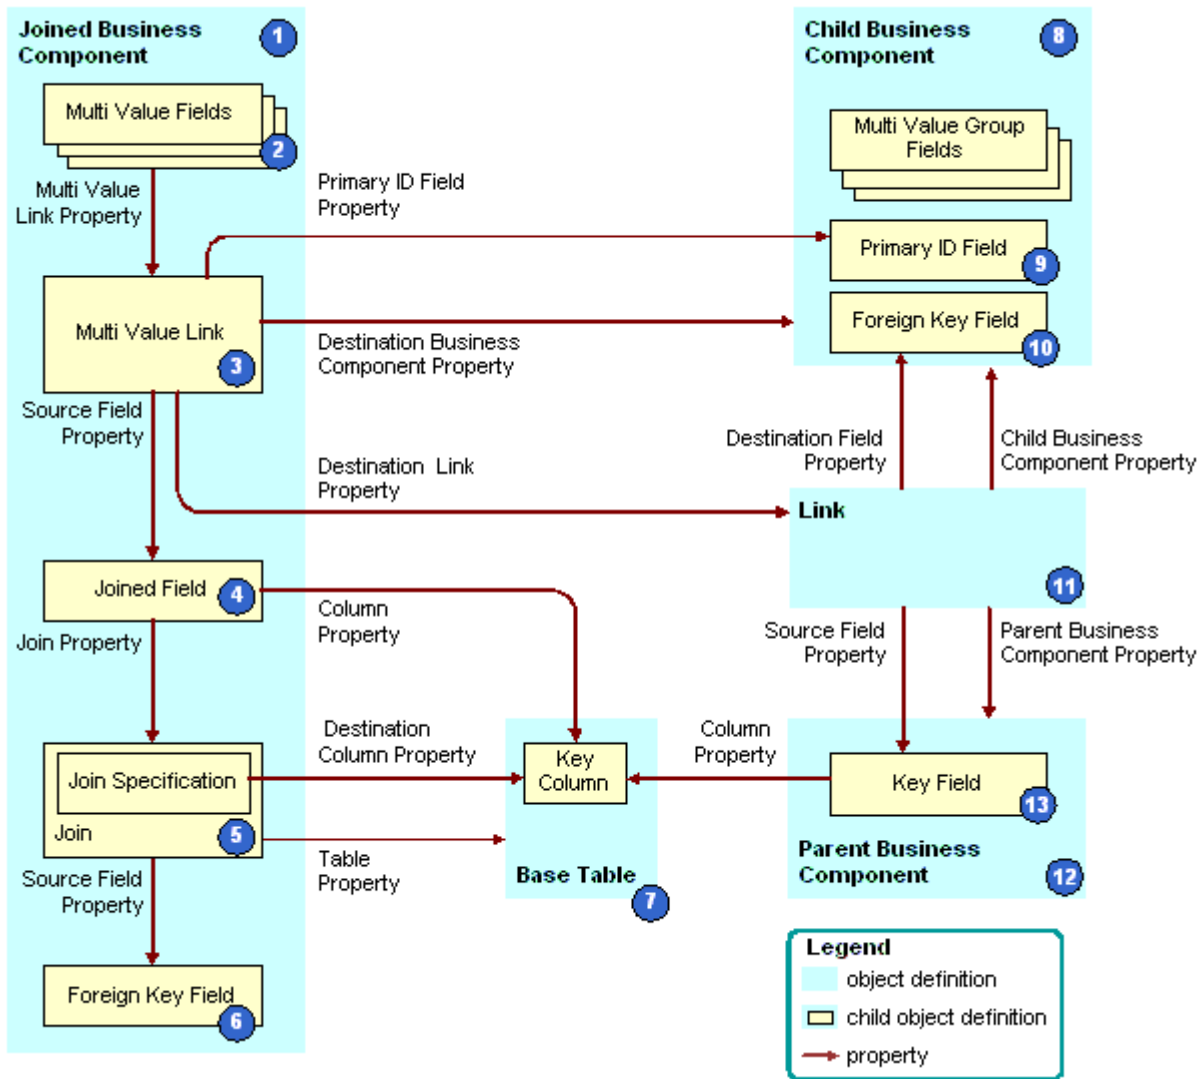 Joined Business
Component
1
Multi Value Fields
2
Multi Value
Link Property
Primary ID Field
Property
Multi Value Link
3
Destination Business
Component Property
Source Field
Property
Destination Link
Property
Joined Field
4
Column
Property
Join Property
Join Specification
Join
5
Destination
Column Property
Table
Property
Source Field
Property
Foreign Key Field
6
Key
Column
Base Table
7
Child Business
Component
8
Multi Value Group
Fields
Primary ID Field
9
Foreign Key Field
10
Destination Field
Property
Child Business
Component Property
Link
11
Source Field
Property
Parent Business
Component Property
Column
Property
Key Field
13
Parent Business
Component
12
Legend
object definition
child object definition
property